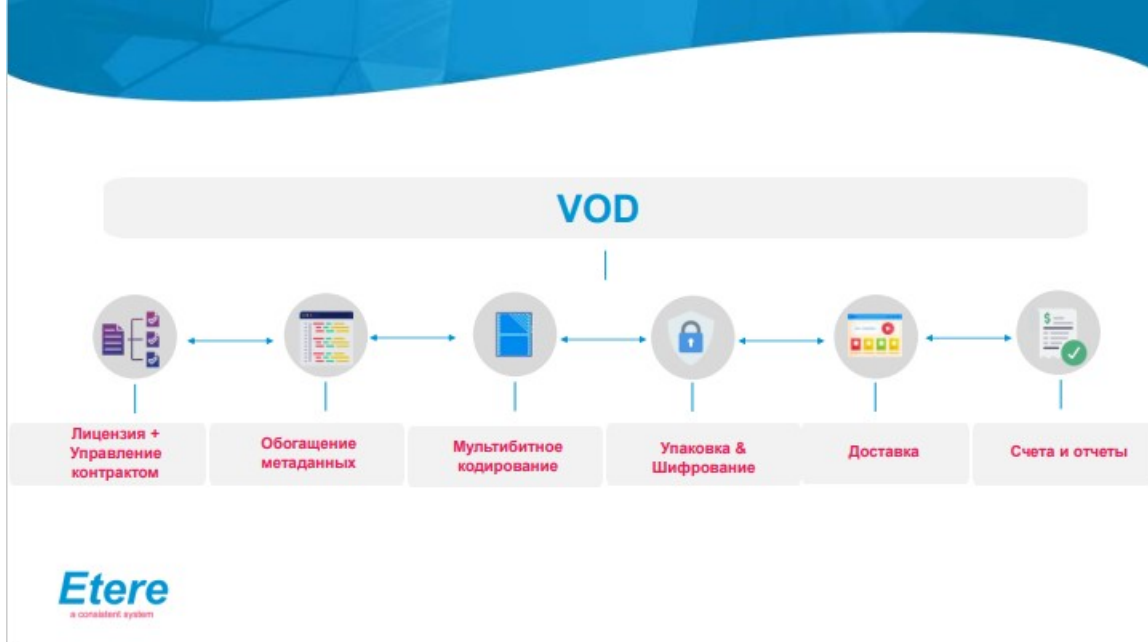 VOD
Лицензия +
Управление
контрактом
Обогащение
метаданных
Мультибитное
кодирование
Упаковка &
Шифрование
Доставка
Счета и отчеты
Etere
a consistent system